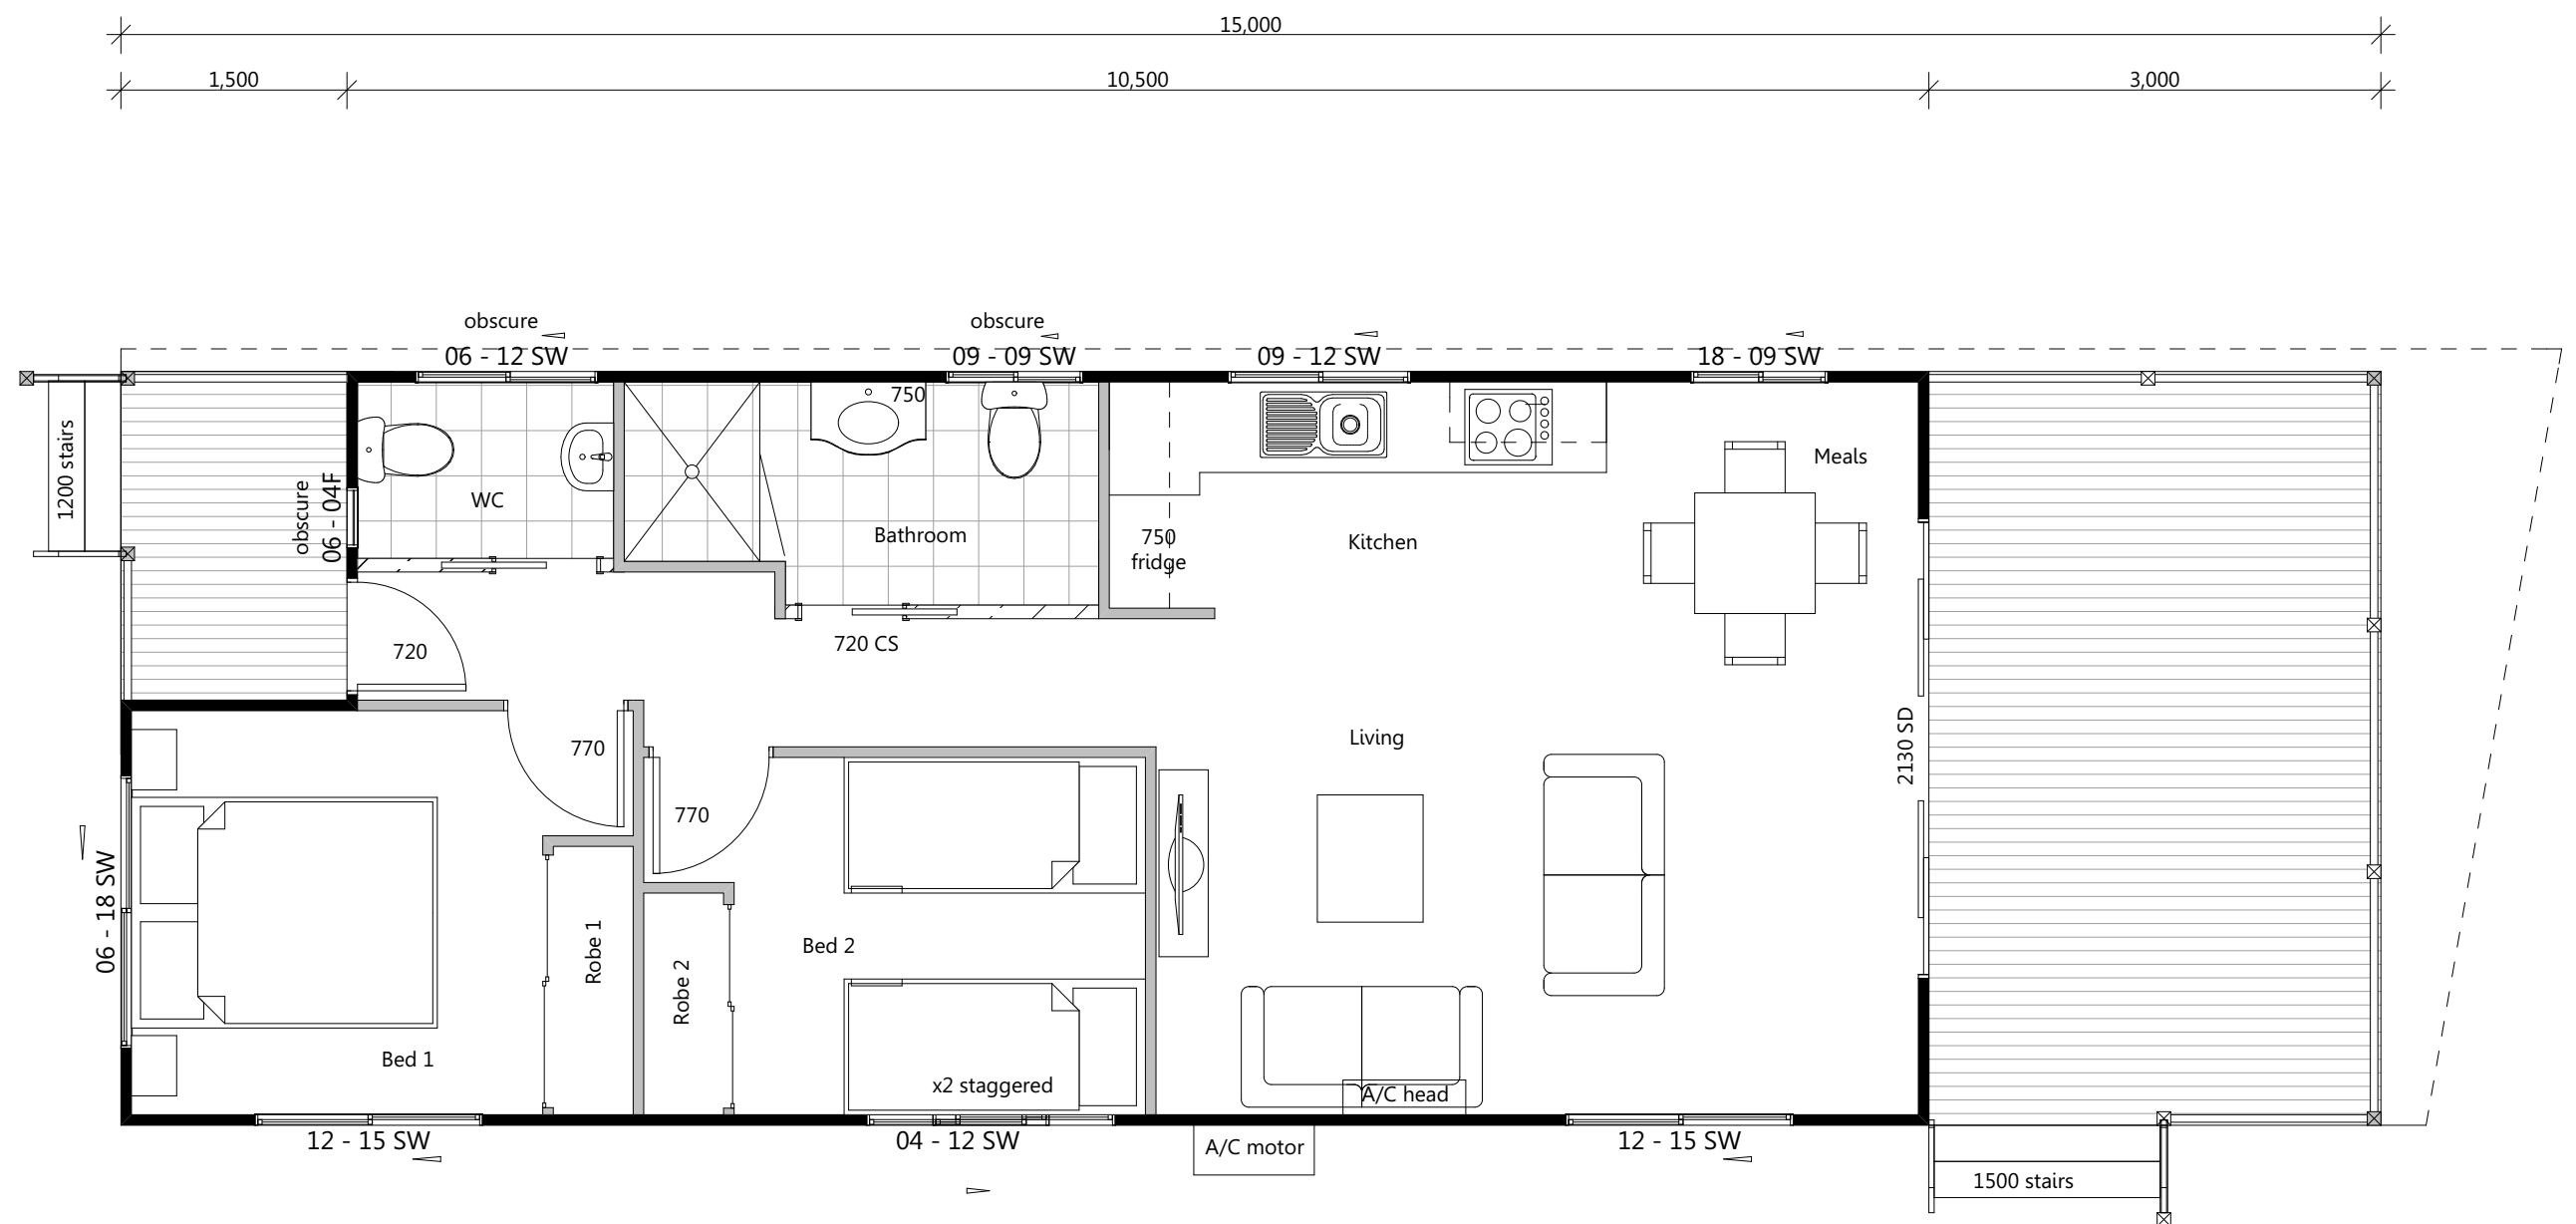 15,000
1,500
10,500
3,000
obscure
obscure
06 - 12 SW
09 - 09 SW
09 - 12 SW
18 - 09 SW
750
1200 stairs
obscure
06 - 04F
WC
Bathroom
750
fridge
Kitchen
Meals
720
720 CS
770
770
Living
2130 SD
06 - 18 SW
Robe 1
Robe 2
Bed 2
Bed 1
x2 staggered
A/C head
12 - 15 SW
04 - 12 SW
A/C motor
12 - 15 SW
1500 stairs